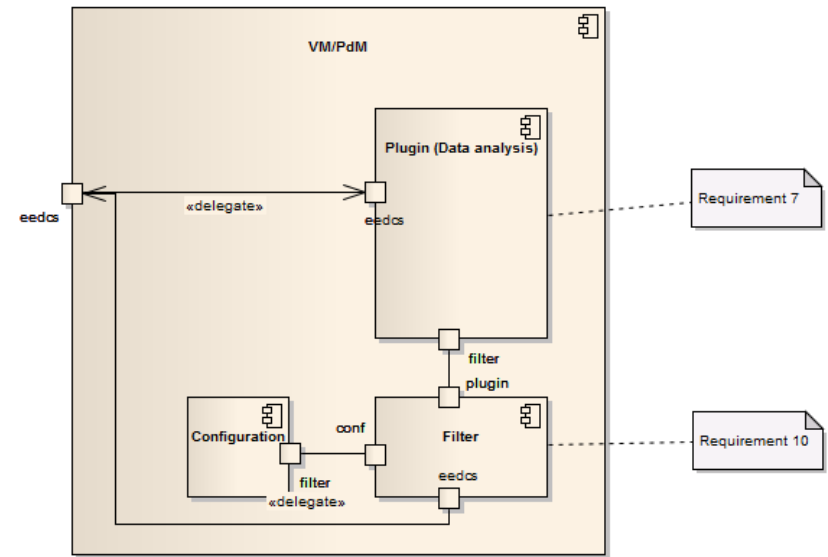 VM/PdM
Plugin (Data analysis)
Requirement 7
«delegate»
eedcs
eedcs
filter
plugin
conf
Configuration
Filter
Requirement 10
eedcs
filter
«delegate»